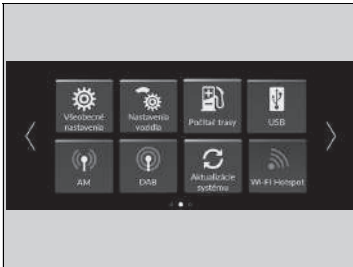 Všeobecné
nastavenia
Nastavenia
vozidla
Počítač trasy
USB
AM
DAB
Aktualizácie
systému
Wi-Fi Hotspot